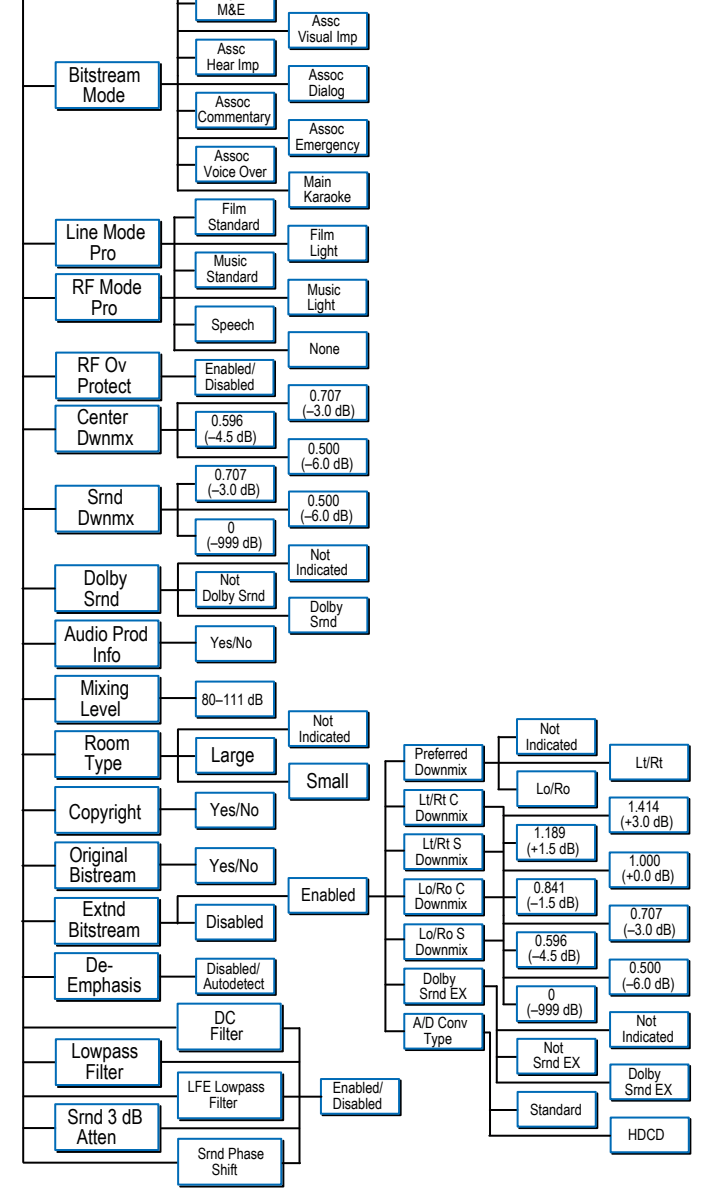 M&E
Assc
Visual Imp
Assc
Hear Imp
Bitstream
Mode
Assoc
Dialog
Assoc
Commentary
Assoc
Emergency
Assoc
Voice Over
Main
Karaoke
Film
Standard
Line Mode
Pro
Film
Light
Music
Standard
RF Mode
Pro
Music
Light
Speech
None
RF Ov
Protect
Enabled/
Disabled
0.707
(–3.0 dB)
Center
Dwnmx
0.596
(–4.5 dB)
0.500
(–6.0 dB)
0.707
(–3.0 dB)
Srnd
Dwnmx
0.500
(–6.0 dB)
0
(–999 dB)
Not
Indicated
Dolby
Srnd
Not
Dolby Srnd
Dolby
Srnd
Audio Prod
Info
Yes/No
Mixing
Level
80–111 dB
Not
Indicated
Room
Type
Large
Small
Copyright
Yes/No
Original
Bistream
Yes/No
Extnd
Bitstream
Enabled
Disabled
De-
Emphasis
Disabled/
Autodetect
DC
Filter
Lowpass
Filter
LFE Lowpass
Filter
Enabled/
Disabled
Srnd 3 dB
Atten
Srnd Phase
Shift
Preferred
Downmix
Not
Indicated
Lt/Rt
Lo/Ro
Lt/Rt C
Downmix
1.414
(+3.0 dB)
1.189
(+1.5 dB)
Lt/Rt S
Downmix
1.000
(+0.0 dB)
Lo/Ro C
Downmix
0.841
(–1.5 dB)
0.707
(–3.0 dB)
Lo/Ro S
Downmix
0.596
(–4.5 dB)
0.500
(–6.0 dB)
0
(–999 dB)
Dolby
Srnd EX
Not
Indicated
Not
Srnd EX
Dolby
Srnd EX
A/D Conv
Type
Standard
HDCD